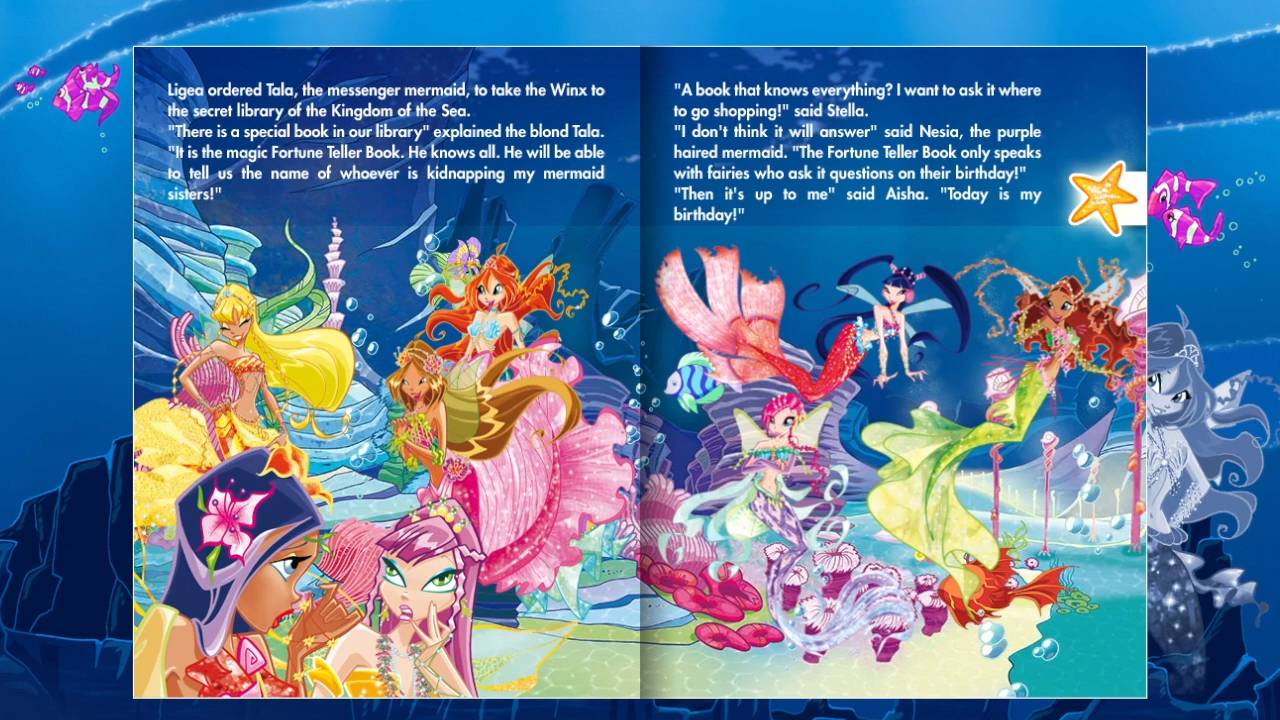 Ligea ordered Tala, the messenger mermaid, to take the Winx to
the secret library of the Kingdom of the Sea.
"There is a special book in our library" explained the blond Tala.
"It is the magic Fortune Teller Book. He knows all. He will be able
to tell us the name of whoever is kidnapping my mermaid
sisters!"
"A book that knows everything? I want to ask it where
to go shopping!" said Stella.
"I don't think it will answer" said Nesia, the purple
haired mermaid. "The Fortune Teller Book only speaks
with fairies who ask it questions on their birthday!"
"Then it's up to me" said Aisha. "Today is my
birthday!"